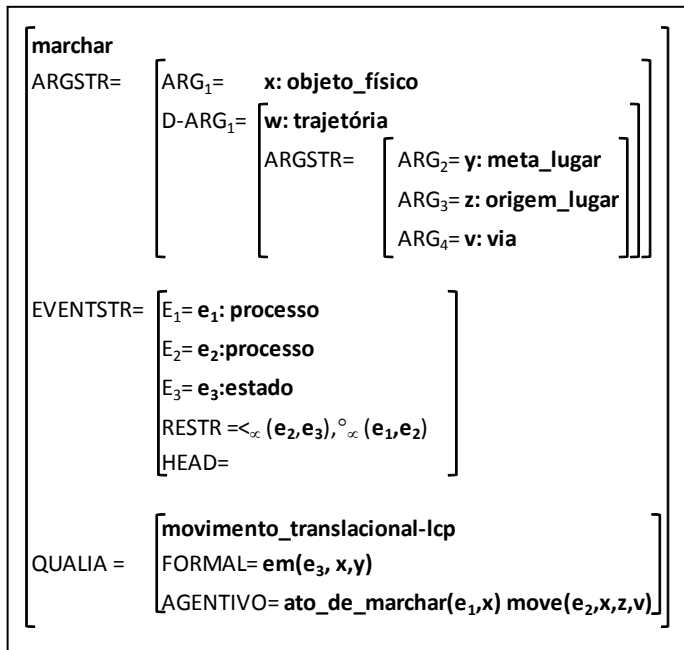 marchar
ARGSTR= ARG₁= x: objeto_físico
D-ARG₁= w: trajetória
ARGSTR= ARG₂= y: meta_lugar
ARG₃= z: origem_lugar
ARG₄= v: via
EVENTSTR= E₁= e₁: processo
E₂= e₂:processo
E₃= e₃:estado
RESTR =<∝ (e₂,e₃),°∝ (e₁,e₂)
HEAD=
movimento_translacional-lcp
QUALIA = FORMAL= em(e₃, x,y)
AGENTIVO= ato_de_marchar(e₁,x) move(e₂,x,z,v)